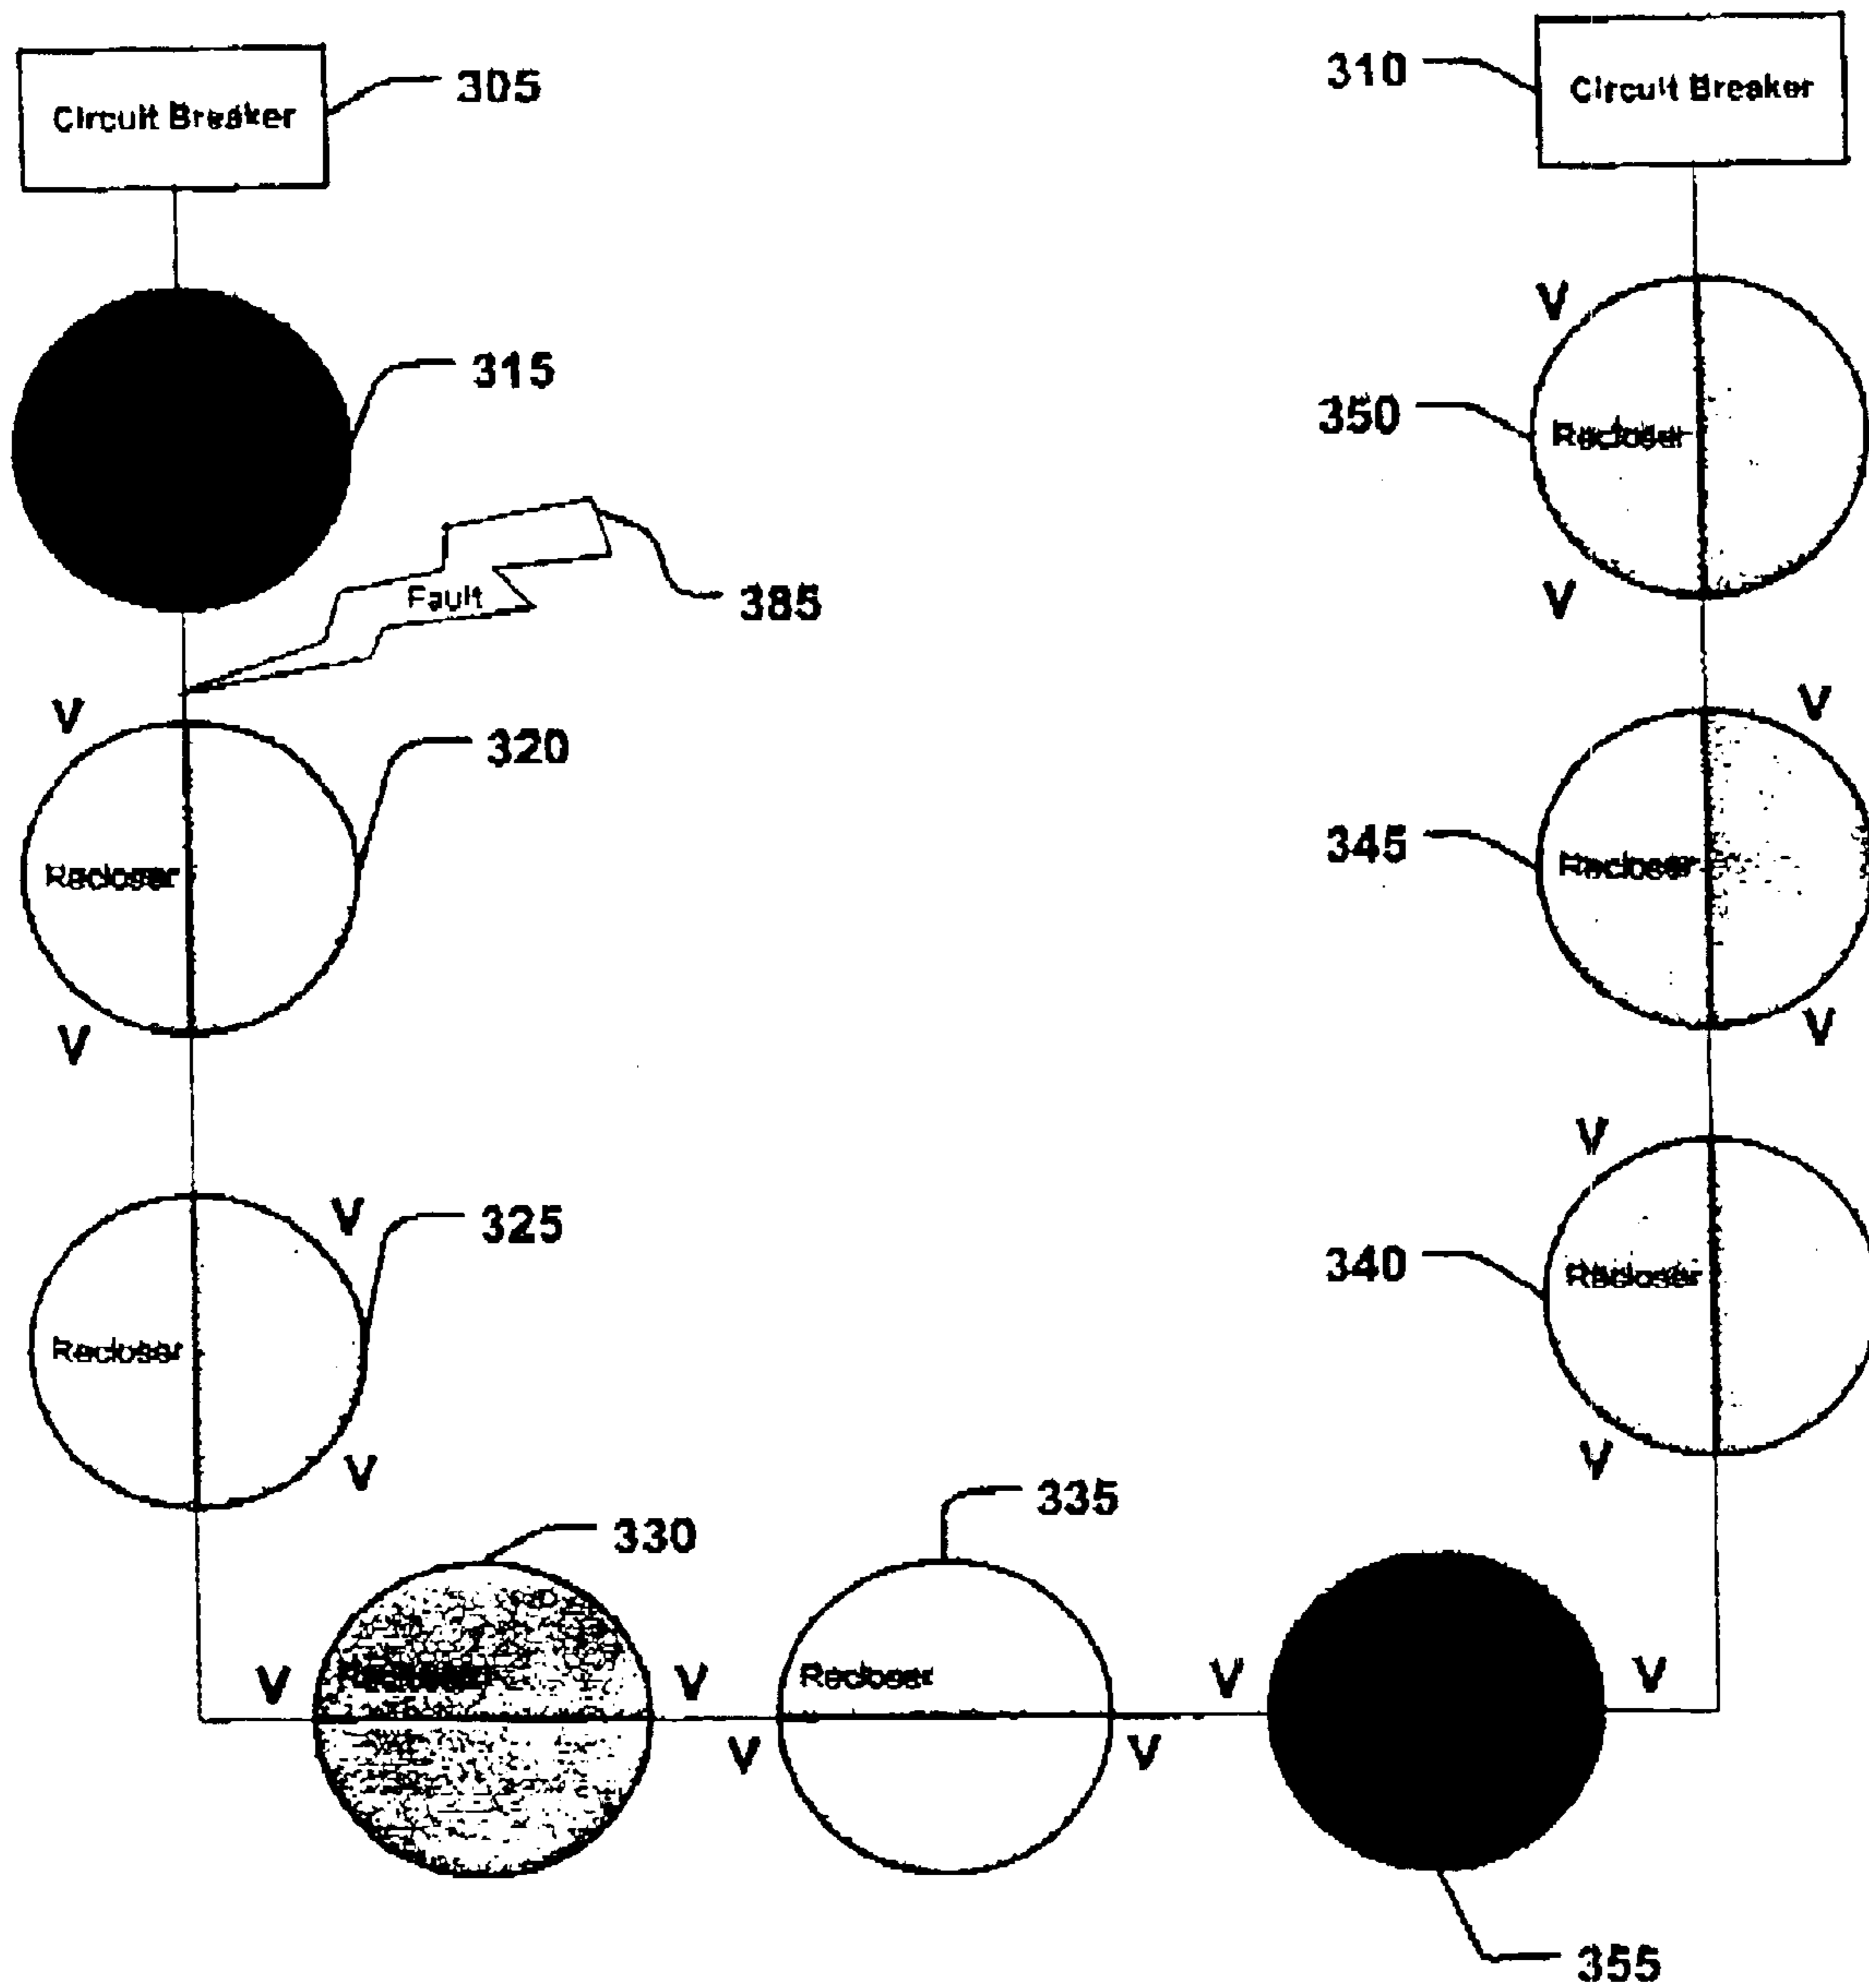 305
Circuit Breaker
310
Circuit Breaker
315
350
Recloser
Fault
385
V
V
V
320
Recloser
V
V
345
Recloser
V
V
V
325
Recloser
V
V
340
Recloser
V
V
330
335
V
V
Recloser
V
V
V
V
355